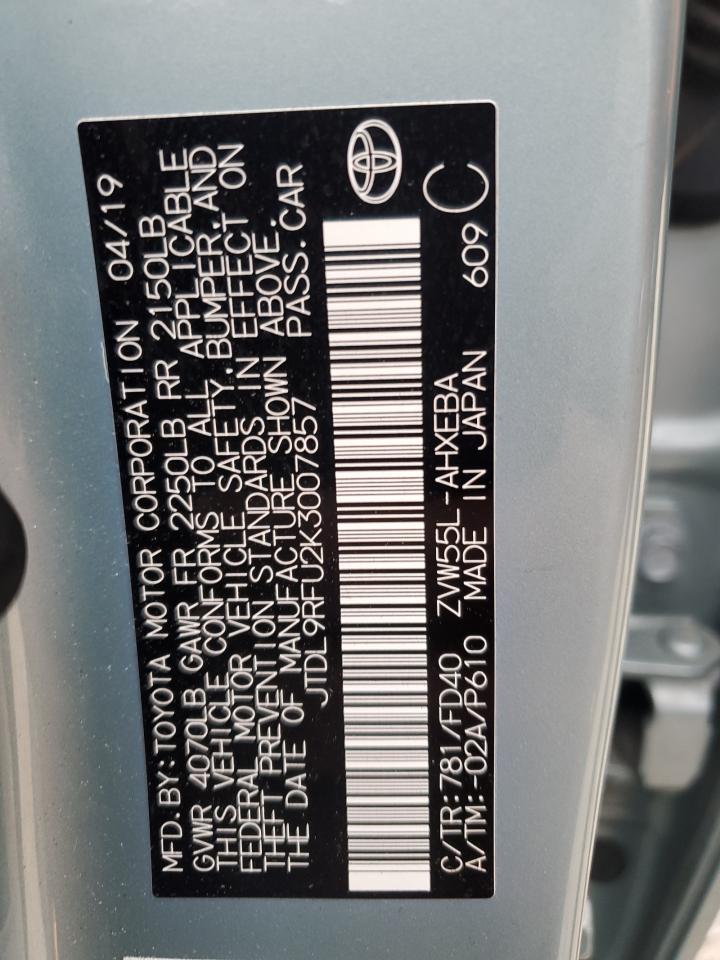 MFD. BY: TOYOTA MOTOR CORPORATION 04/19
GVWR 4070LB GAWR FR 2250LB RR 2150LB
THIS VEHICLE CONFORMS TO ALL APPLICABLE
FEDERAL MOTOR VEHICLE SAFETY, BUMPER, AND
THEFT PREVENTION STANDARDS IN EFFECT ON
THE DATE OF MANUFACTURE SHOWN ABOVE.
JTDL9RFU2K3007857 PASS. CAR
C/TR: 781/FD40 ZVW55L-AHXEBA
A/TM: -02A/P610 MADE IN JAPAN 609 C